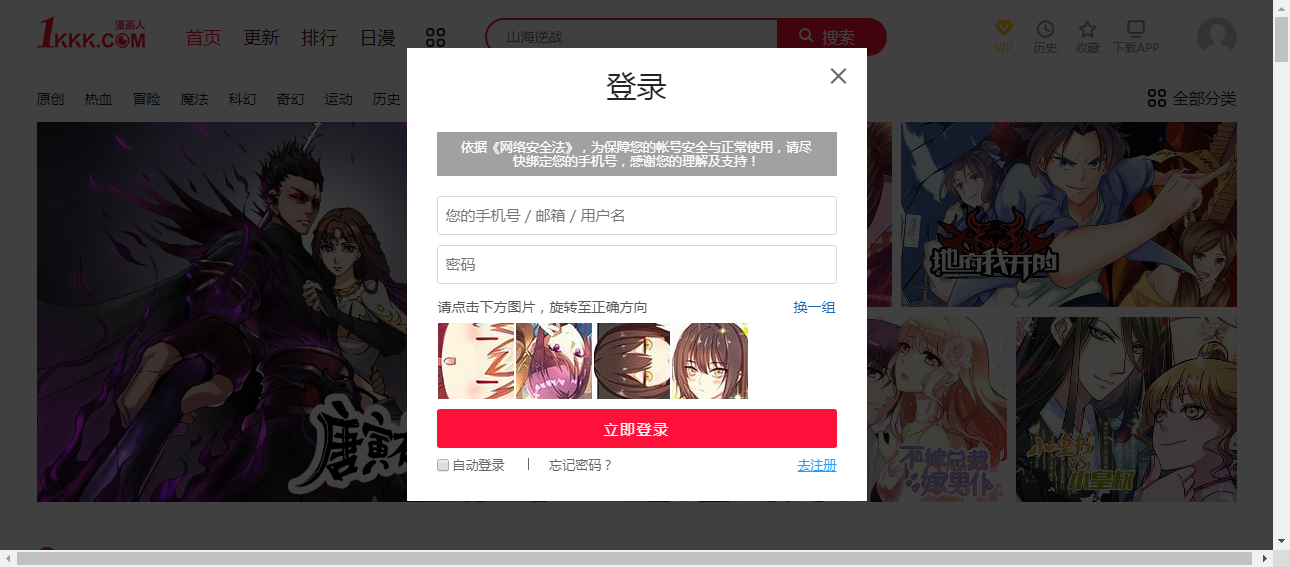 漫画人
1KKK.COM
首页 更新 排行 日漫
山海逆战
搜索
VIP 历史 收藏 下载APP
原创 热血 冒险 魔法 科幻 奇幻 运动 历史
全部分类
登录
依据《网络安全法》，为保障您的帐号安全与正常使用，请尽
快绑定您的手机号，感谢您的理解及支持！
您的手机号 / 邮箱 / 用户名
密码
请点击下方图片，旋转至正确方向 换一组
立即登录
自动登录 | 忘记密码？ 去注册
地府我开的
唐寅
不嫁总裁
嫁男仆